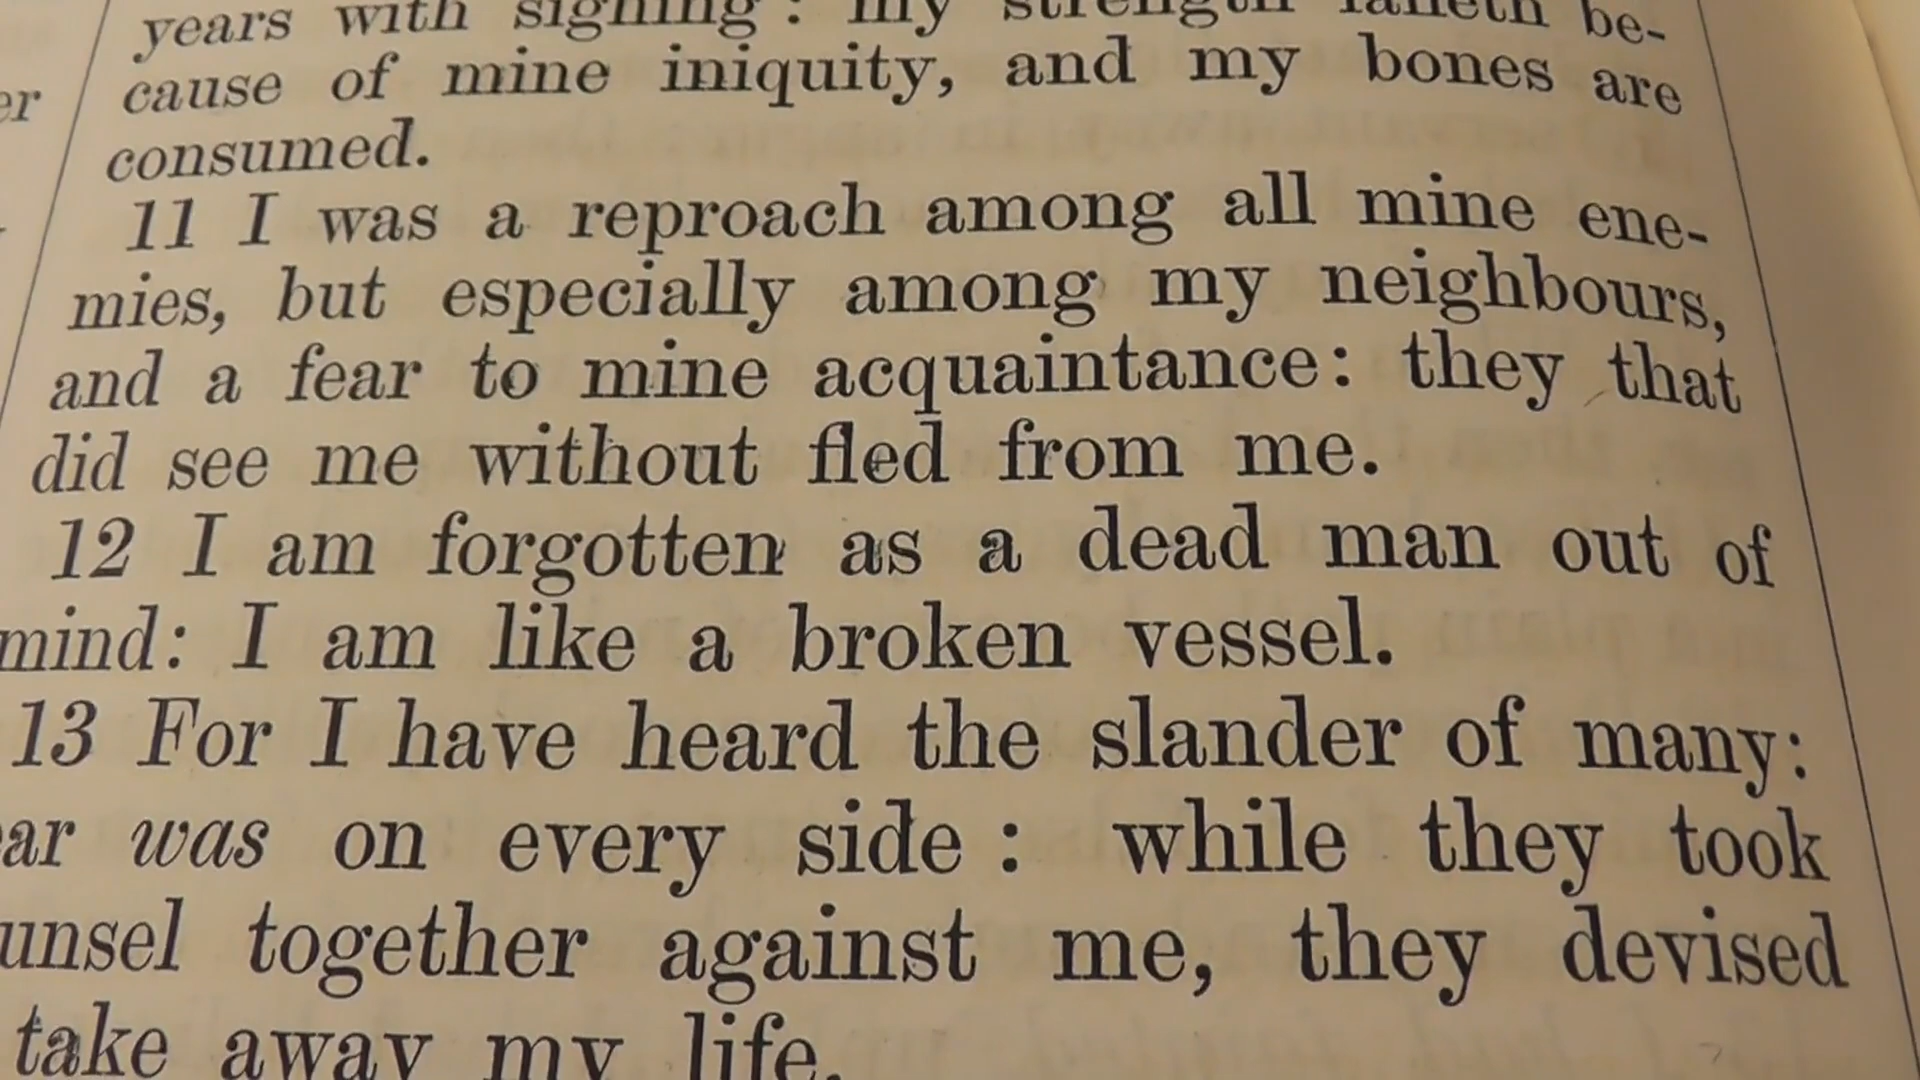 years with sighing: my strength faileth be-
er
cause of mine iniquity, and my bones are
consumed.
11 I was a reproach among all mine ene-
mies, but especially among my neighbours,
and a fear to mine acquaintance: they that
did see me without fled from me.
12 I am forgotten as a dead man out of
mind: I am like a broken vessel.
13 For I have heard the slander of many:
ar was on every side: while they took
unsel together against me, they devised
take away my life.